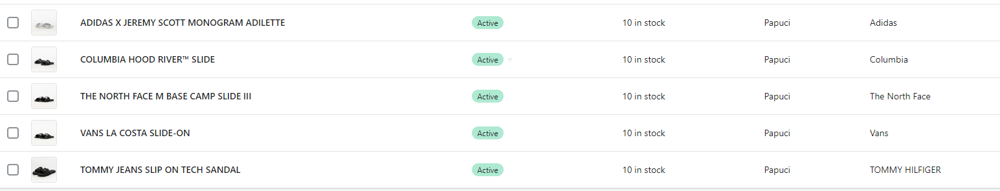 ADIDAS X JEREMY SCOTT MONOGRAM ADILETTE Active 10 in stock Papuci Adidas
COLUMBIA HOOD RIVER™ SLIDE Active 10 in stock Papuci Columbia
THE NORTH FACE M BASE CAMP SLIDE III Active 10 in stock Papuci The North Face
VANS LA COSTA SLIDE-ON Active 10 in stock Papuci Vans
TOMMY JEANS SLIP ON TECH SANDAL Active 10 in stock Papuci TOMMY HILFIGER